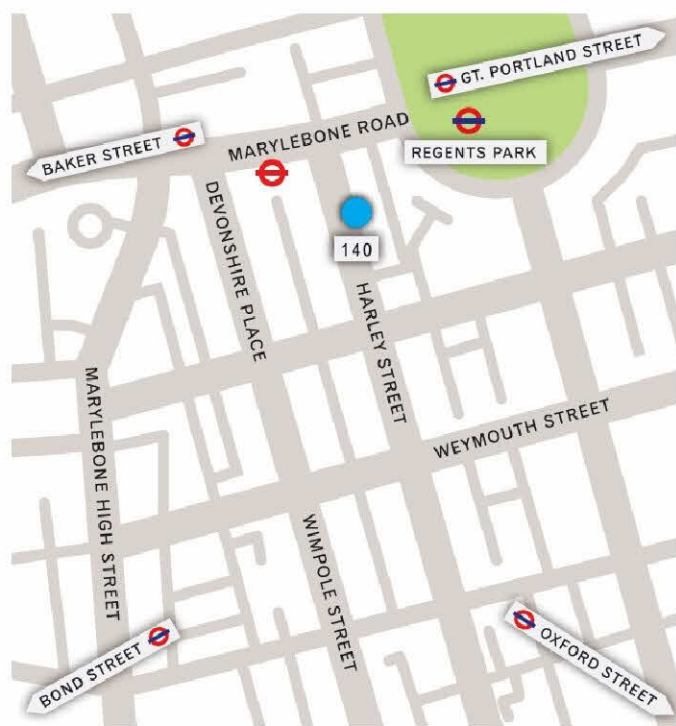 GT. PORTLAND STREET
MARYLEBONE ROAD
BAKER STREET
REGENTS PARK
DEVONSHIRE PLACE
140
HARLEY STREET
MARYLEBONE HIGH STREET
WEYMOUTH STREET
WIMPOLE STREET
BOND STREET
OXFORD STREET